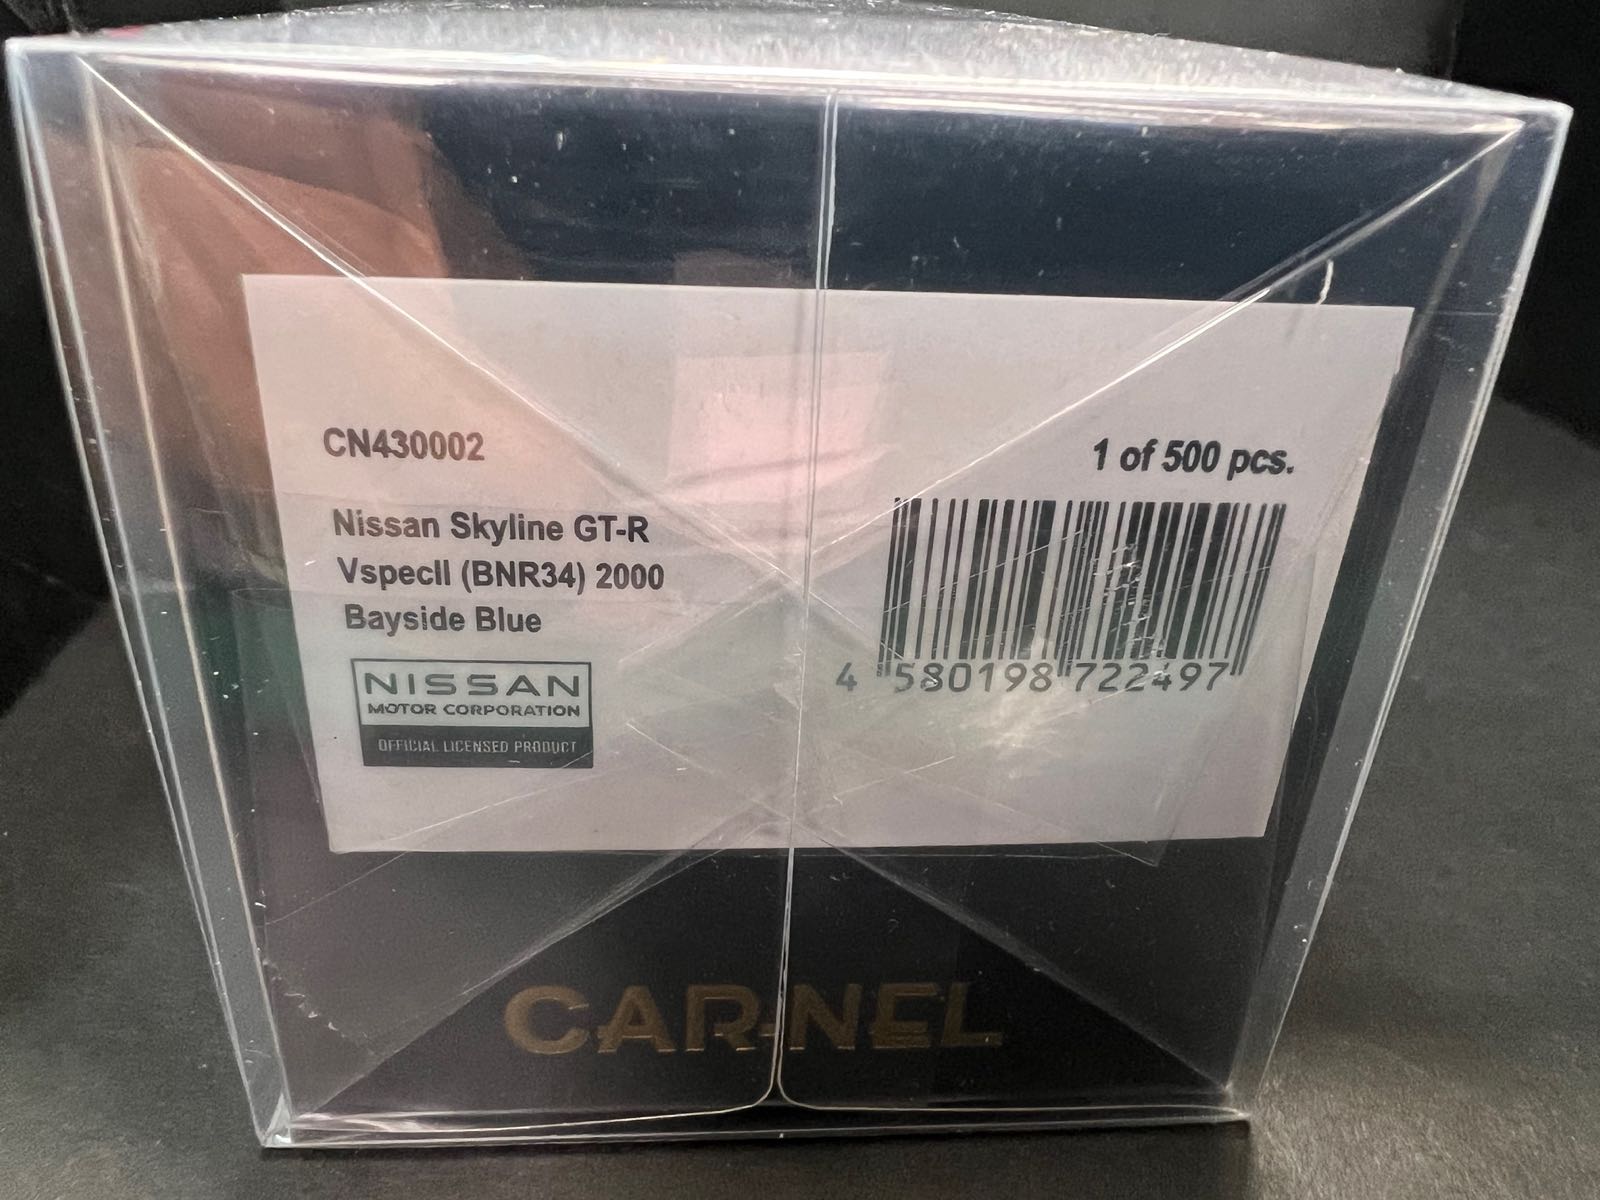 CN430002
1 of 500 pcs.
Nissan Skyline GT-R
VspecII (BNR34) 2000
Bayside Blue
NISSAN
MOTOR CORPORATION
OFFICIAL LICENSED PRODUCT
4 580198 722497
CAR-NEL